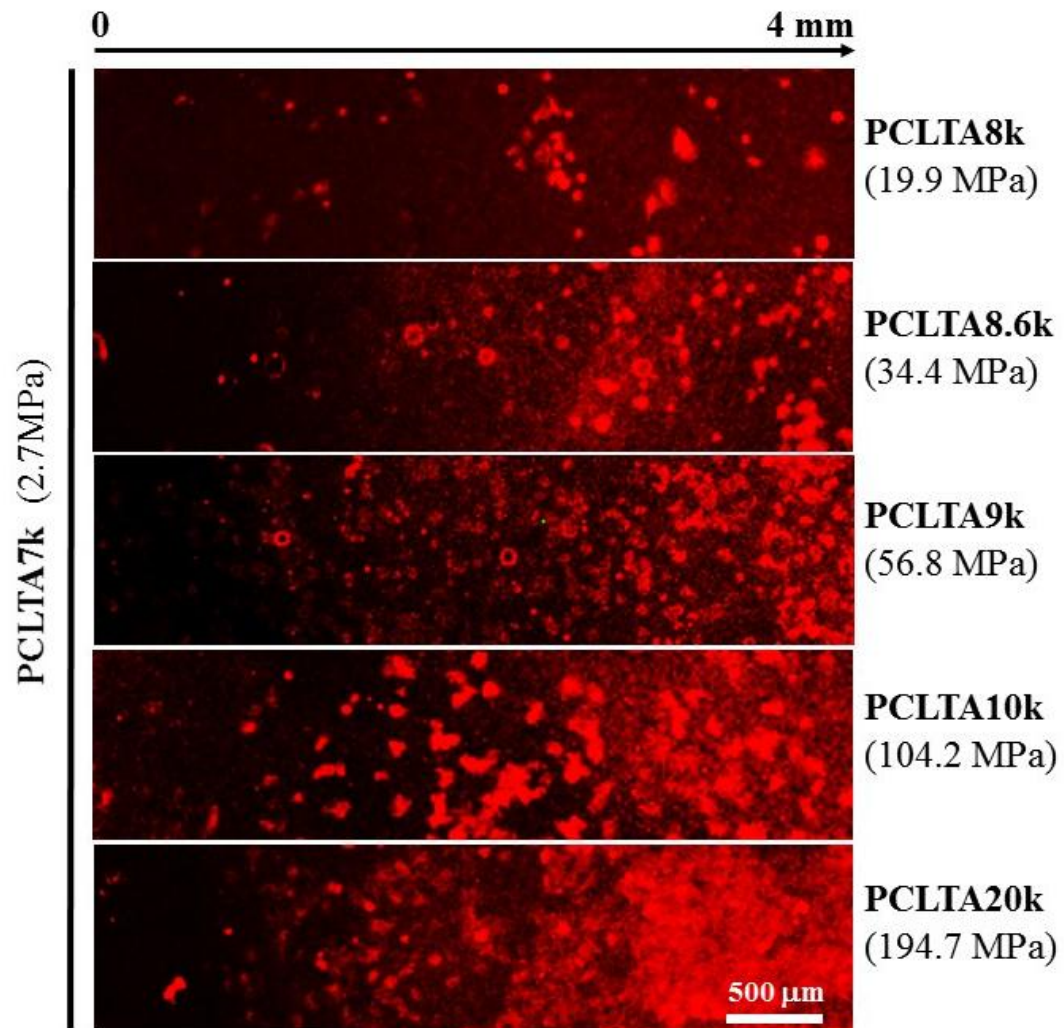 0 4 mm
PCLTA7k (2.7MPa)
PCLTA8k
(19.9 MPa)
PCLTA8.6k
(34.4 MPa)
PCLTA9k
(56.8 MPa)
PCLTA10k
(104.2 MPa)
PCLTA20k
(194.7 MPa)
500 μm